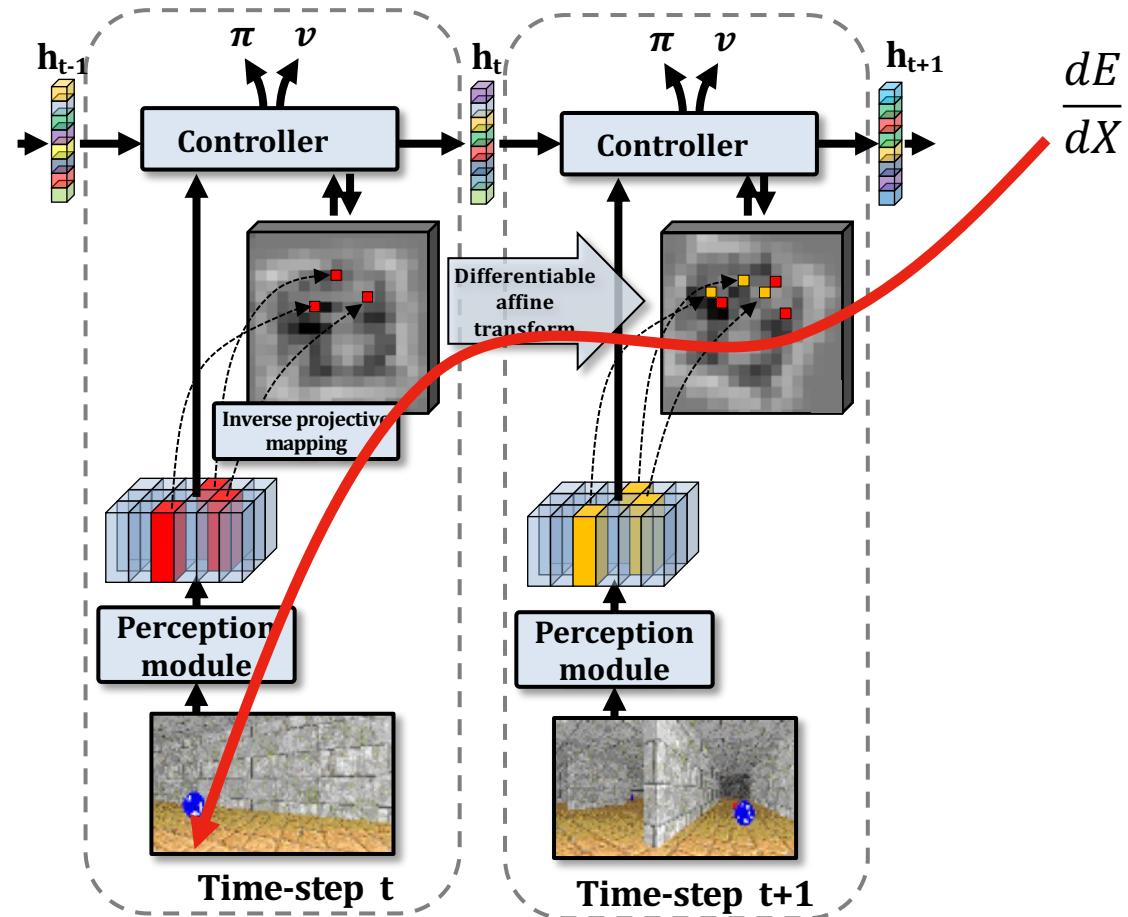 π v
π v
h_{t-1}
h_t
h_{t+1}
dE
dX
Controller
Controller
Differentiable
affine
transform
Inverse projective
mapping
Perception
module
Perception
module
Time-step t
Time-step t+1